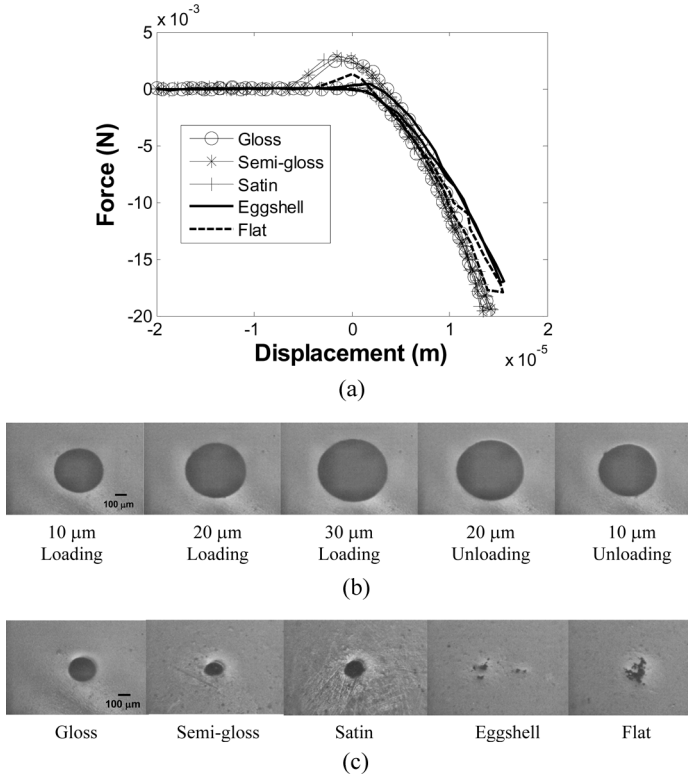 x 10⁻³
5
0
-5
-10
-15
-20
Force (N)
Gloss
Semi-gloss
Satin
Eggshell
Flat
-2 -1 0 1 2
Displacement (m)
x 10⁻⁵
(a)
100 μm
10 μm 20 μm 30 μm 20 μm 10 μm
Loading Loading Loading Unloading Unloading
(b)
100 μm
Gloss Semi-gloss Satin Eggshell Flat
(c)